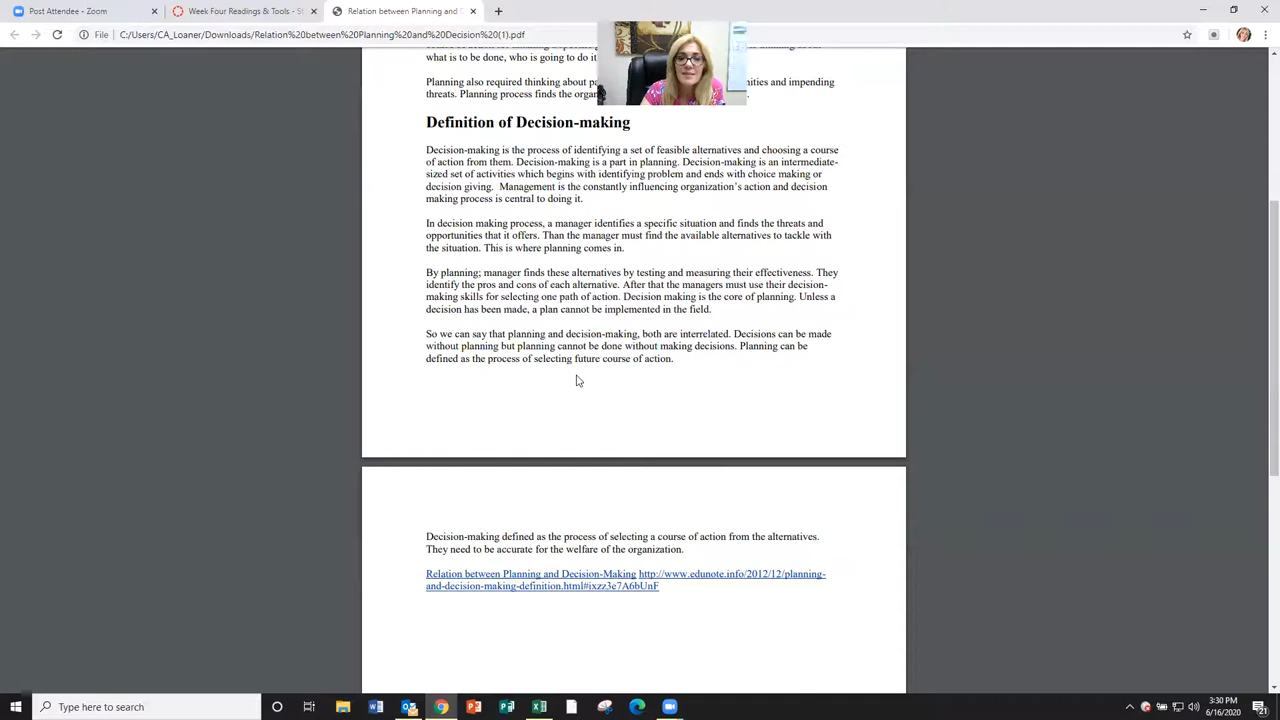 Post Attendee - Zoom
Week Four Readings & Tools - St
Relation between Planning and D
File
C:/Users/CA_Loaner/Downloads/Relation%20between%20Planning%20and%20Decision%20(1).pdf
what is to be done, who is going to do it
Planning also required thinking about pa
ities and impending
threats. Planning process finds the organ
Definition of Decision-making
Decision-making is the process of identifying a set of feasible alternatives and choosing a course
of action from them. Decision-making is a part in planning. Decision-making is an intermediate-
sized set of activities which begins with identifying problem and ends with choice making or
decision giving. Management is the constantly influencing organization's action and decision
making process is central to doing it.
In decision making process, a manager identifies a specific situation and finds the threats and
opportunities that it offers. Than the manager must find the available alternatives to tackle with
the situation. This is where planning comes in.
By planning; manager finds these alternatives by testing and measuring their effectiveness. They
identify the pros and cons of each alternative. After that the managers must use their decision-
making skills for selecting one path of action. Decision making is the core of planning. Unless a
decision has been made, a plan cannot be implemented in the field.
So we can say that planning and decision-making, both are interrelated. Decisions can be made
without planning but planning cannot be done without making decisions. Planning can be
defined as the process of selecting future course of action.
Decision-making defined as the process of selecting a course of action from the alternatives.
They need to be accurate for the welfare of the organization.
Relation between Planning and Decision-Making http://www.edunote.info/2012/12/planning-
and-decision-making-definition.html#ixzz3e7A6bUnF
Type here to search
3:30 PM
6/16/2020
21